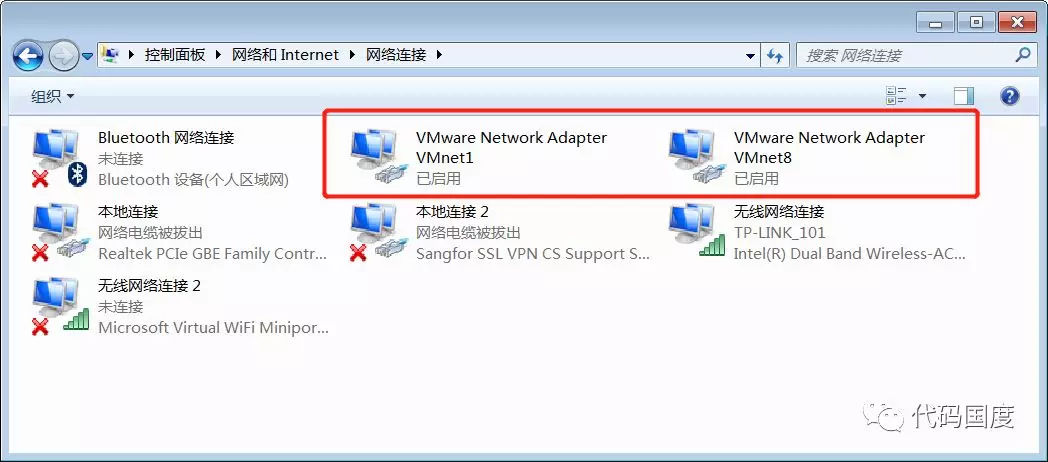 控制面板 网络和 Internet 网络连接
搜索 网络连接
组织
Bluetooth 网络连接
未连接
Bluetooth 设备(个人区域网)
VMware Network Adapter
VMnet1
已启用
VMware Network Adapter
VMnet8
已启用
本地连接
网络电缆被拔出
Realtek PCIe GBE Family Contr...
本地连接 2
网络电缆被拔出
Sangfor SSL VPN CS Support S...
无线网络连接
TP-LINK_101
Intel(R) Dual Band Wireless-AC...
无线网络连接 2
未连接
Microsoft Virtual WiFi Minipor...
代码国度